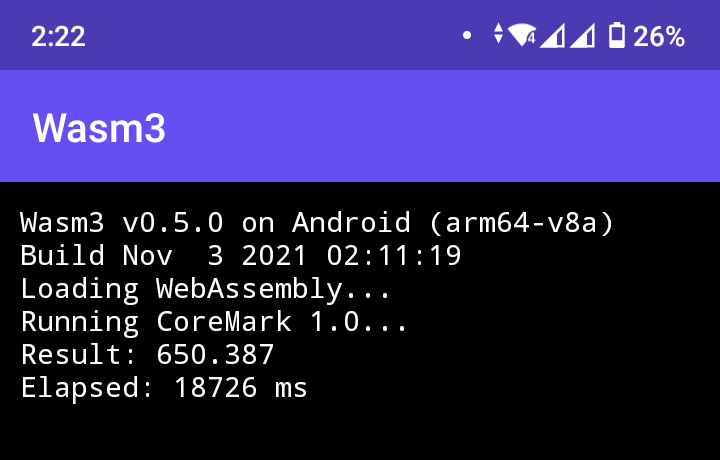 2:22 4 26%
Wasm3
Wasm3 v0.5.0 on Android (arm64-v8a)
Build Nov  3 2021 02:11:19
Loading WebAssembly...
Running CoreMark 1.0...
Result: 650.387
Elapsed: 18726 ms